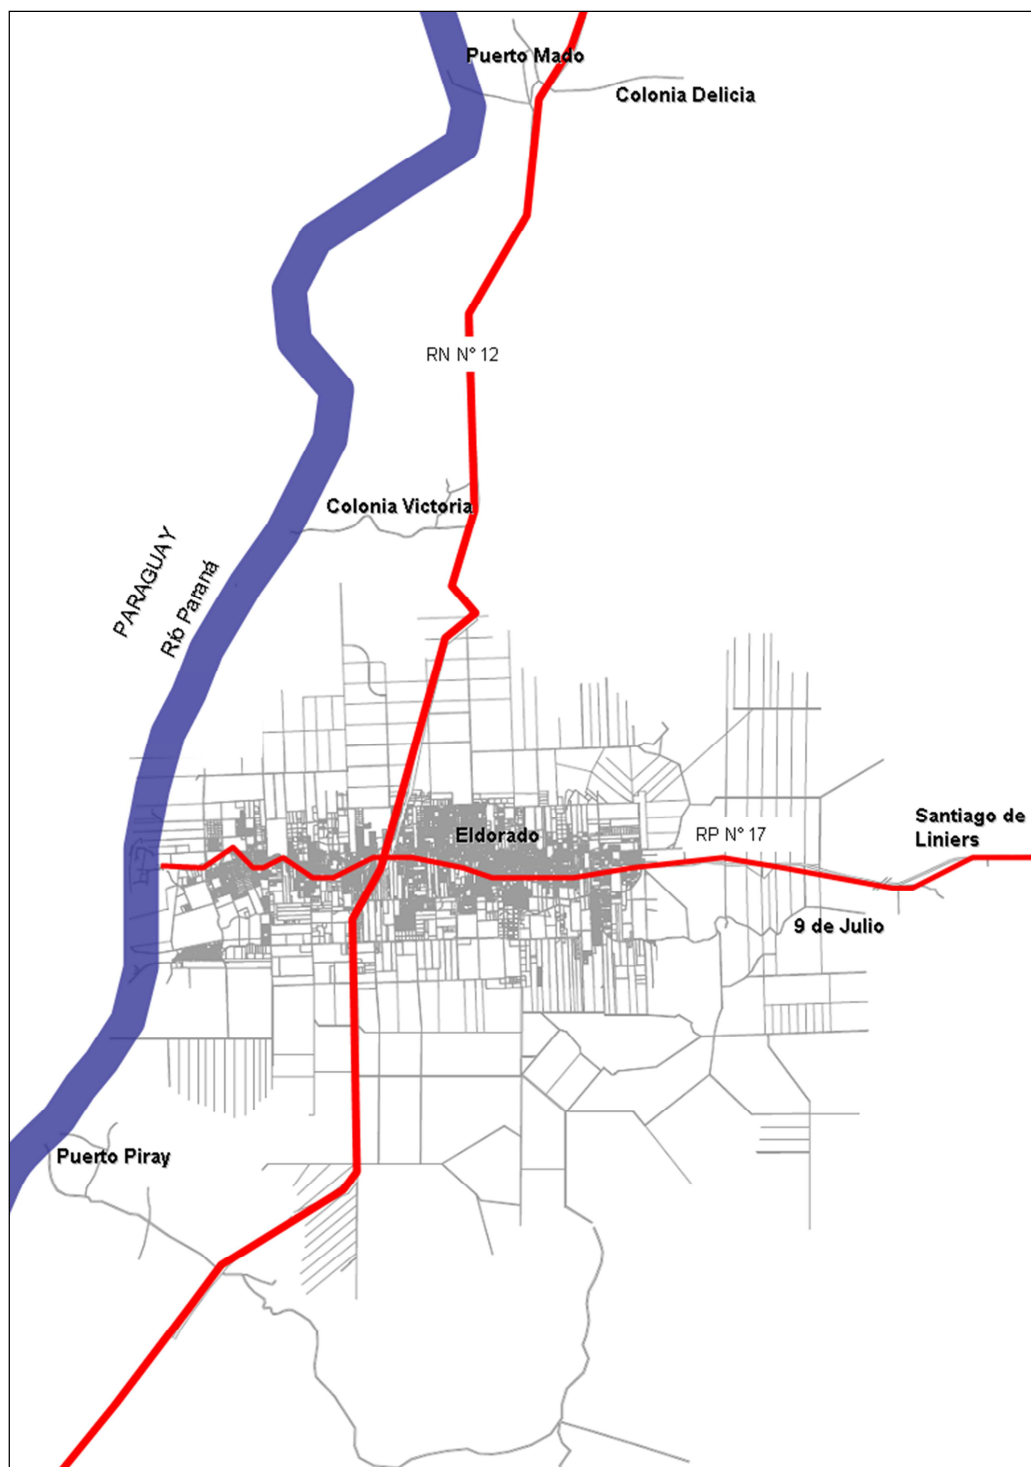 Puerto Mado
Colonia Delicia
RN N° 12
Colonia Victoria
PARAGUAY
Río Paraná
Eldorado
RP N° 17
Santiago de
Liniers
9 de Julio
Puerto Piray